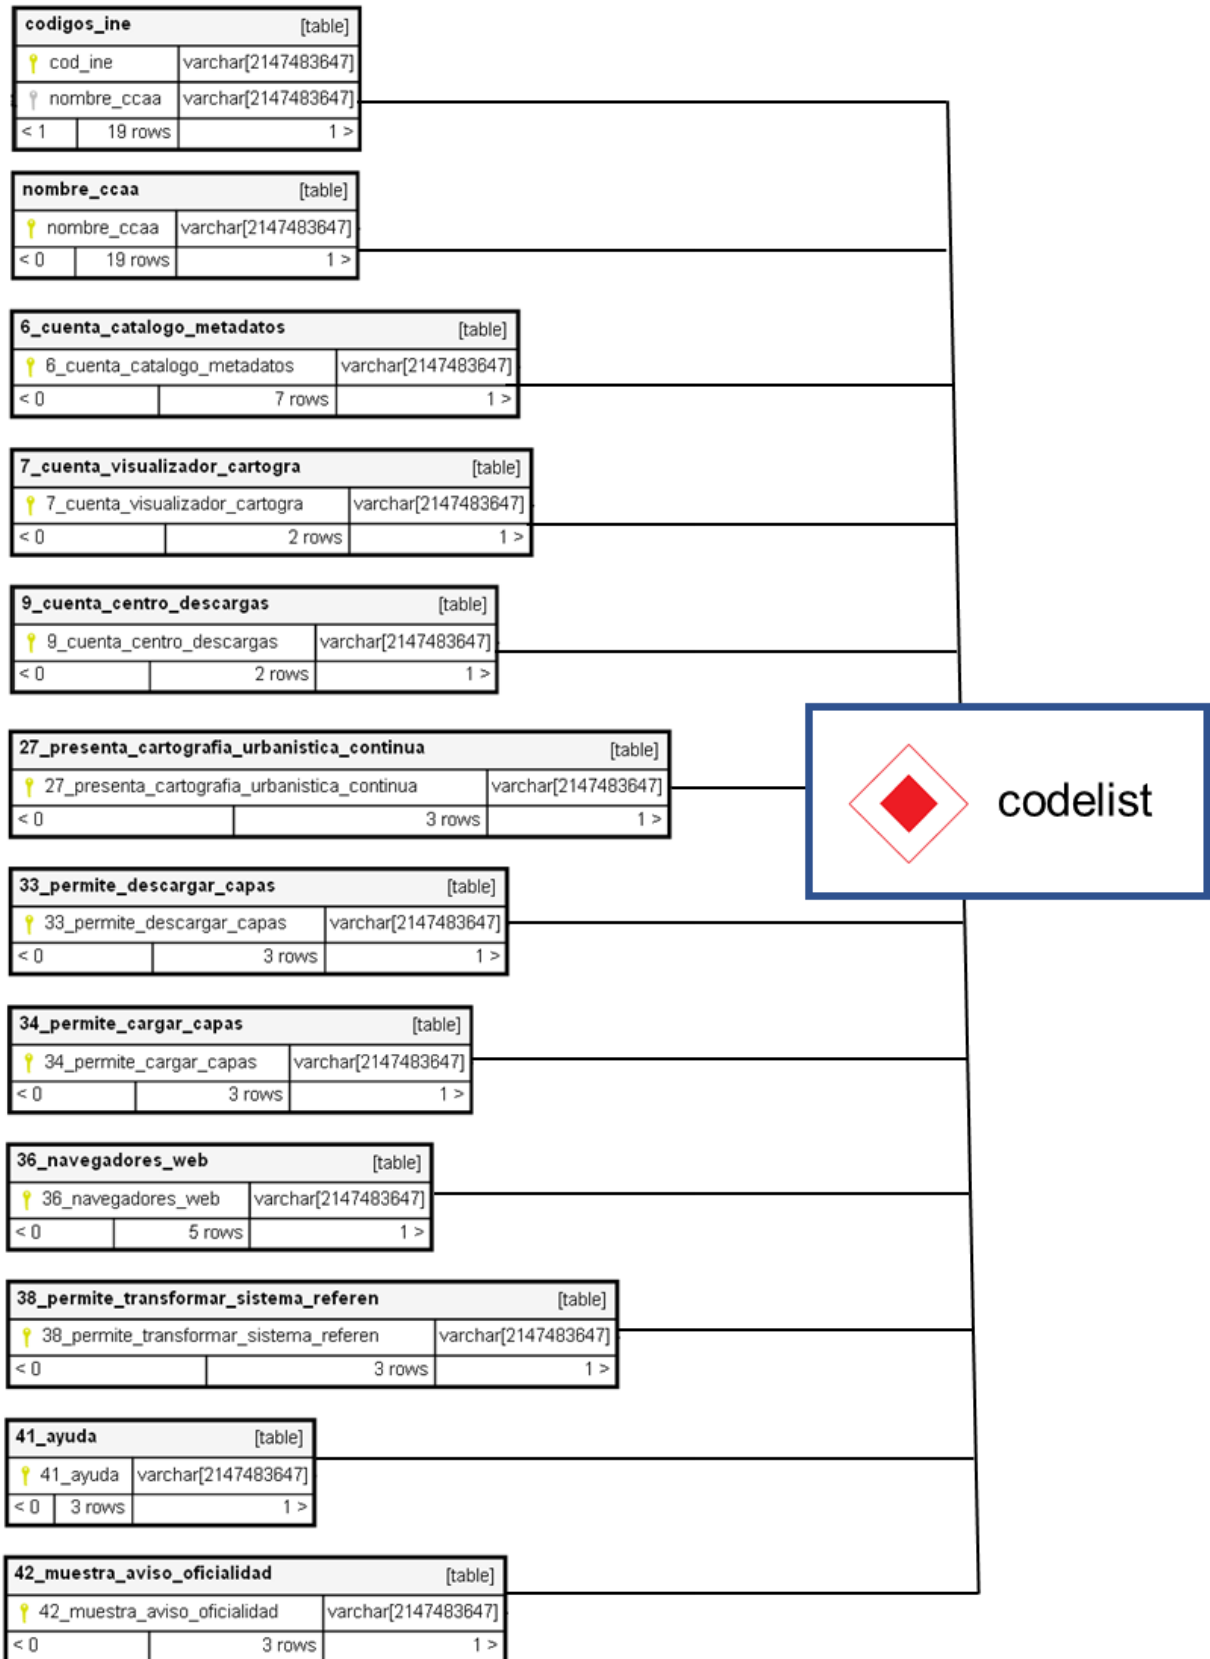 codigos_ine [table]
cod_ine varchar[2147483647]
nombre_ccaa varchar[2147483647]
< 1 19 rows 1 >
nombre_ccaa [table]
nombre_ccaa varchar[2147483647]
< 0 19 rows 1 >
6_cuenta_catalogo_metadatos [table]
6_cuenta_catalogo_metadatos varchar[2147483647]
< 0 7 rows 1 >
7_cuenta_visualizador_cartogra [table]
7_cuenta_visualizador_cartogra varchar[2147483647]
< 0 2 rows 1 >
9_cuenta_centro_descargas [table]
9_cuenta_centro_descargas varchar[2147483647]
< 0 2 rows 1 >
27_presenta_cartografia_urbanistica_continua [table]
27_presenta_cartografia_urbanistica_continua varchar[2147483647]
< 0 3 rows 1 >
codelist
33_permite_descargar_capas [table]
33_permite_descargar_capas varchar[2147483647]
< 0 3 rows 1 >
34_permite_cargar_capas [table]
34_permite_cargar_capas varchar[2147483647]
< 0 3 rows 1 >
36_navegadores_web [table]
36_navegadores_web varchar[2147483647]
< 0 5 rows 1 >
38_permite_transformar_sistema_referen [table]
38_permite_transformar_sistema_referen varchar[2147483647]
< 0 3 rows 1 >
41_ayuda [table]
41_ayuda varchar[2147483647]
< 0 3 rows 1 >
42_muestra_aviso_oficialidad [table]
42_muestra_aviso_oficialidad varchar[2147483647]
< 0 3 rows 1 >